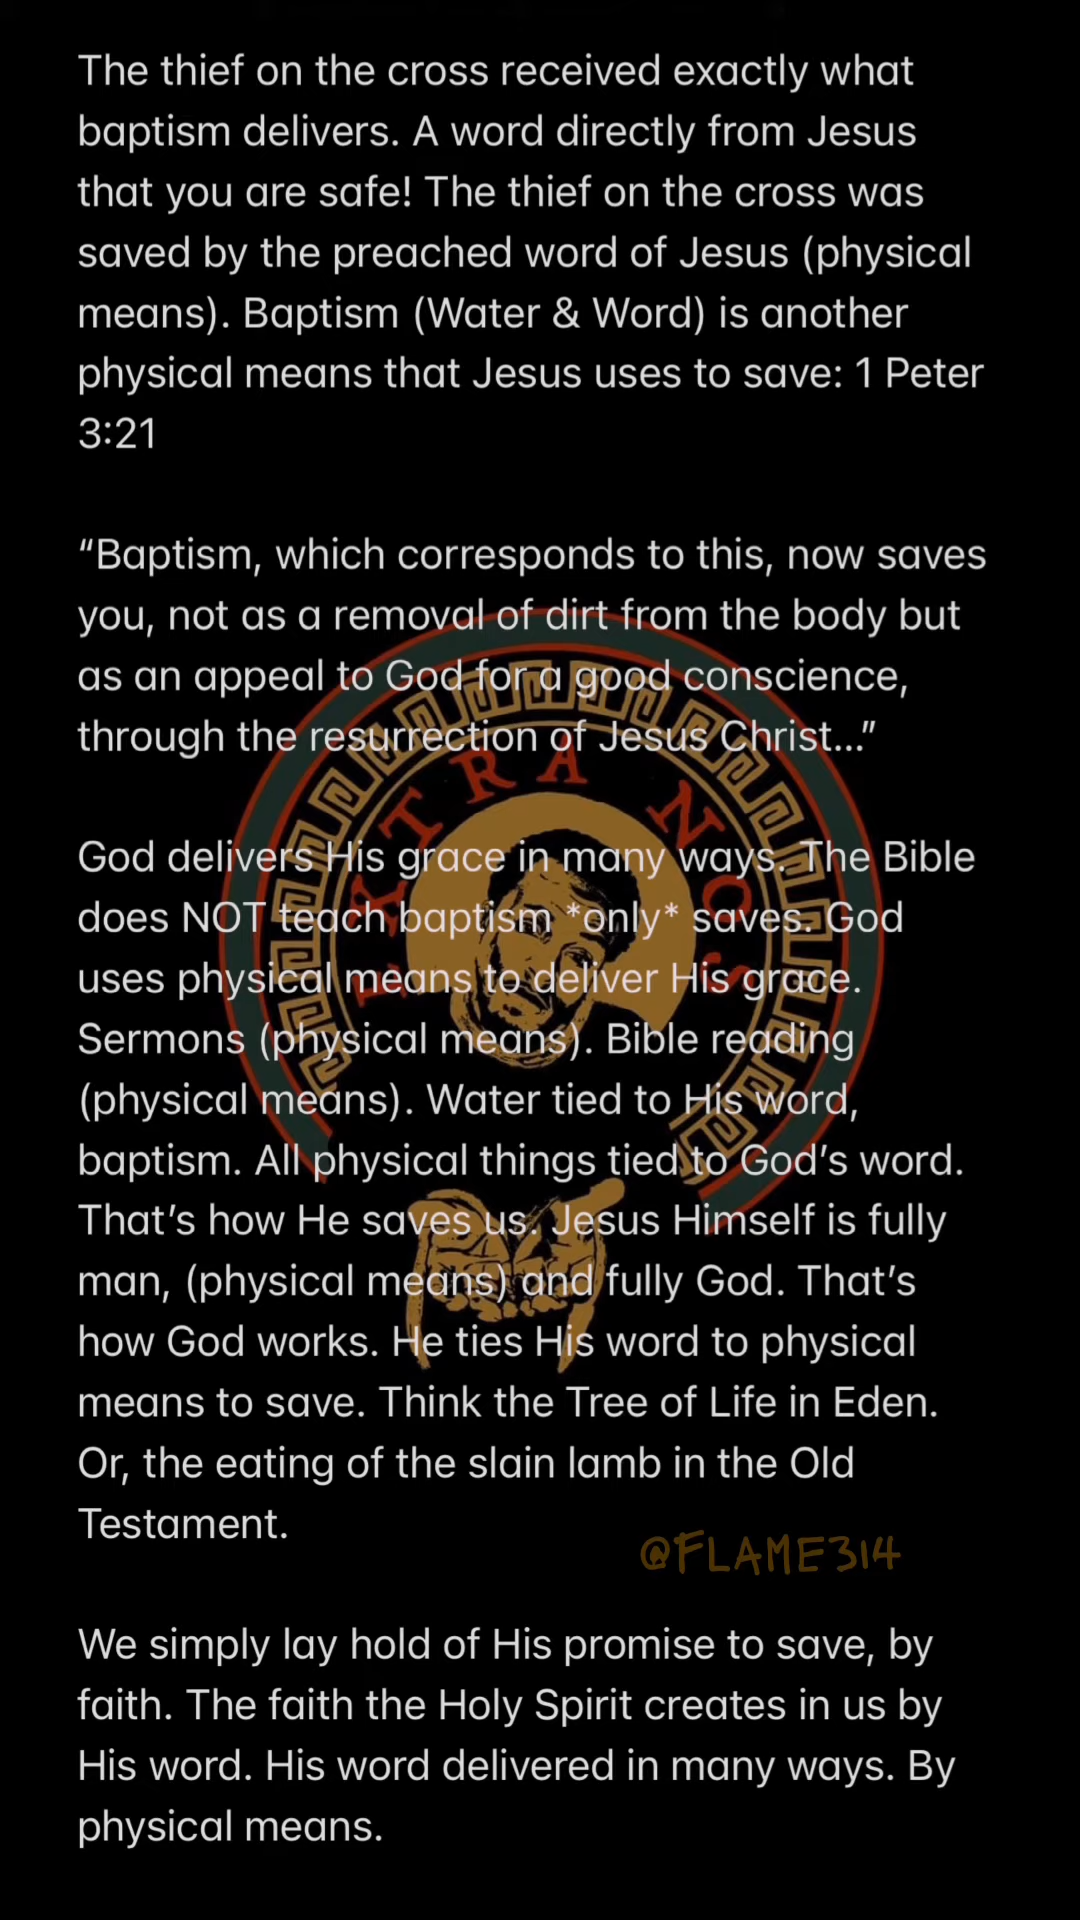 The thief on the cross received exactly what
baptism delivers. A word directly from Jesus
that you are safe! The thief on the cross was
saved by the preached word of Jesus (physical
means). Baptism (Water & Word) is another
physical means that Jesus uses to save: 1 Peter
3:21
“Baptism, which corresponds to this, now saves
you, not as a removal of dirt from the body but
as an appeal to God for a good conscience,
through the resurrection of Jesus Christ...”
EXTRA NOS
God delivers His grace in many ways. The Bible
does NOT teach baptism *only* saves. God
uses physical means to deliver His grace.
Sermons (physical means). Bible reading
(physical means). Water tied to His word,
baptism. All physical things tied to God’s word.
That’s how He saves us. Jesus Himself is fully
man, (physical means) and fully God. That’s
how God works. He ties His word to physical
means to save. Think the Tree of Life in Eden.
Or, the eating of the slain lamb in the Old
Testament.
@FLAME314
We simply lay hold of His promise to save, by
faith. The faith the Holy Spirit creates in us by
His word. His word delivered in many ways. By
physical means.